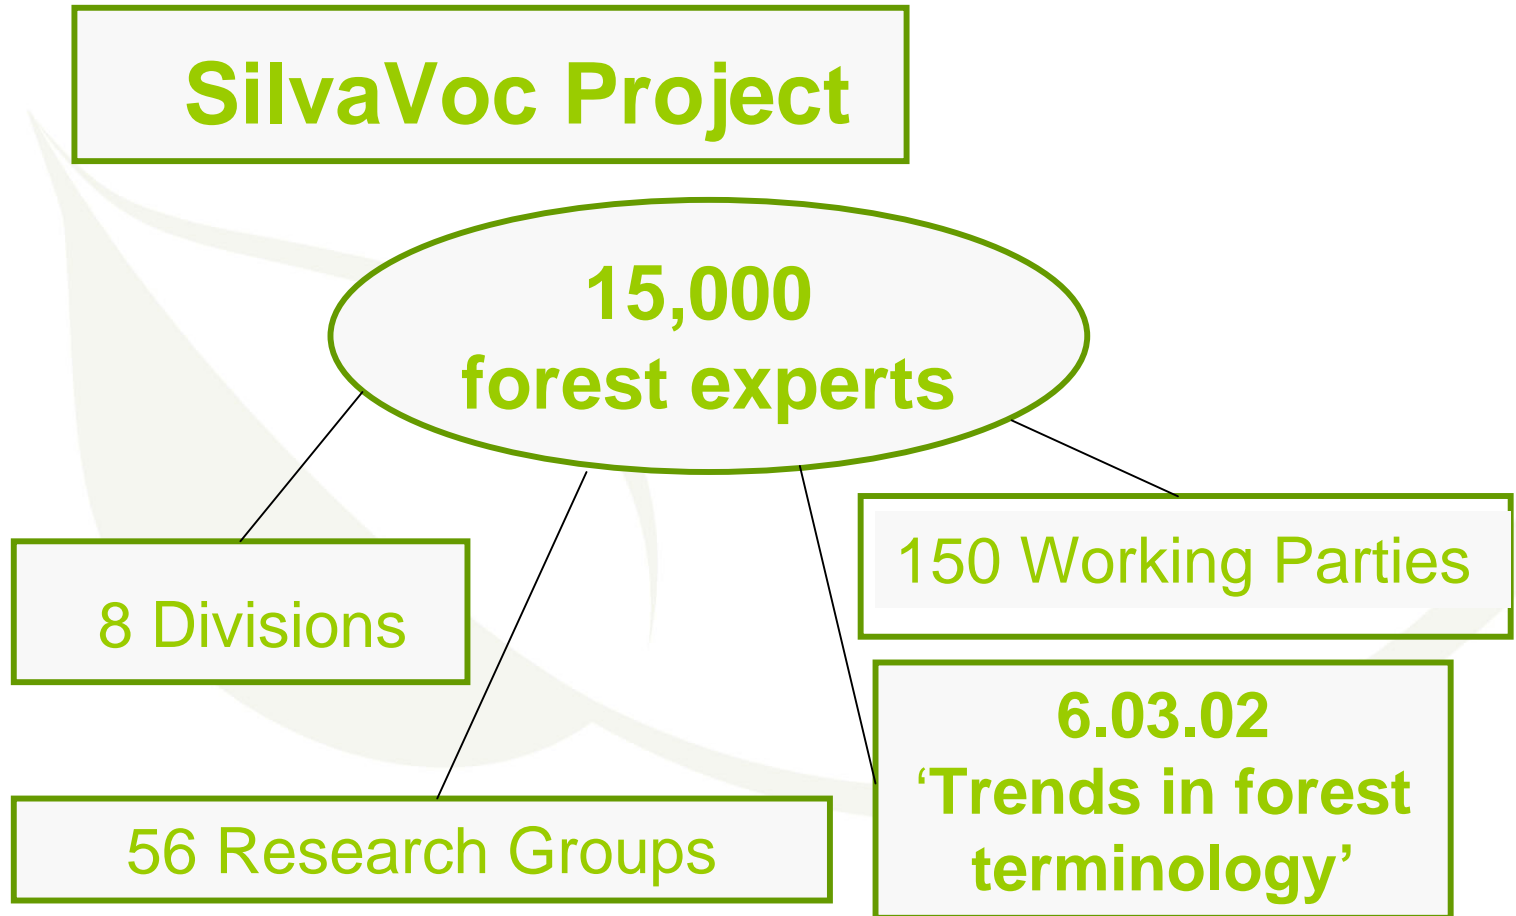 SilvaVoc Project
15,000
forest experts
150 Working Parties
8 Divisions
6.03.02
‘Trends in forest
terminology’
56 Research Groups